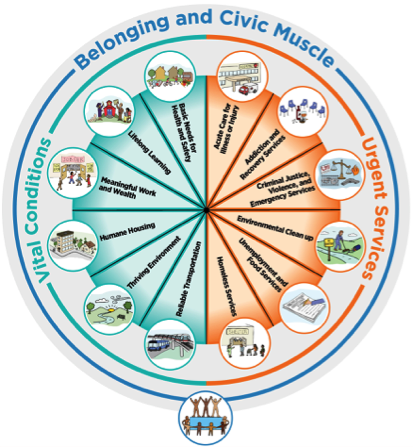 Belonging and Civic Muscle
Vital Conditions
Urgent Services
Basic Needs for
Health and Safety
Lifelong Learning
Meaningful Work
and Wealth
Humane Housing
Thriving Environment
Reliable Transportation
Acute Care for
Illness or Injury
Addiction and
Recovery Services
Criminal Justice,
Violence, and
Emergency Services
Environmental Clean up
Unemployment and
Food Services
Homeless Services